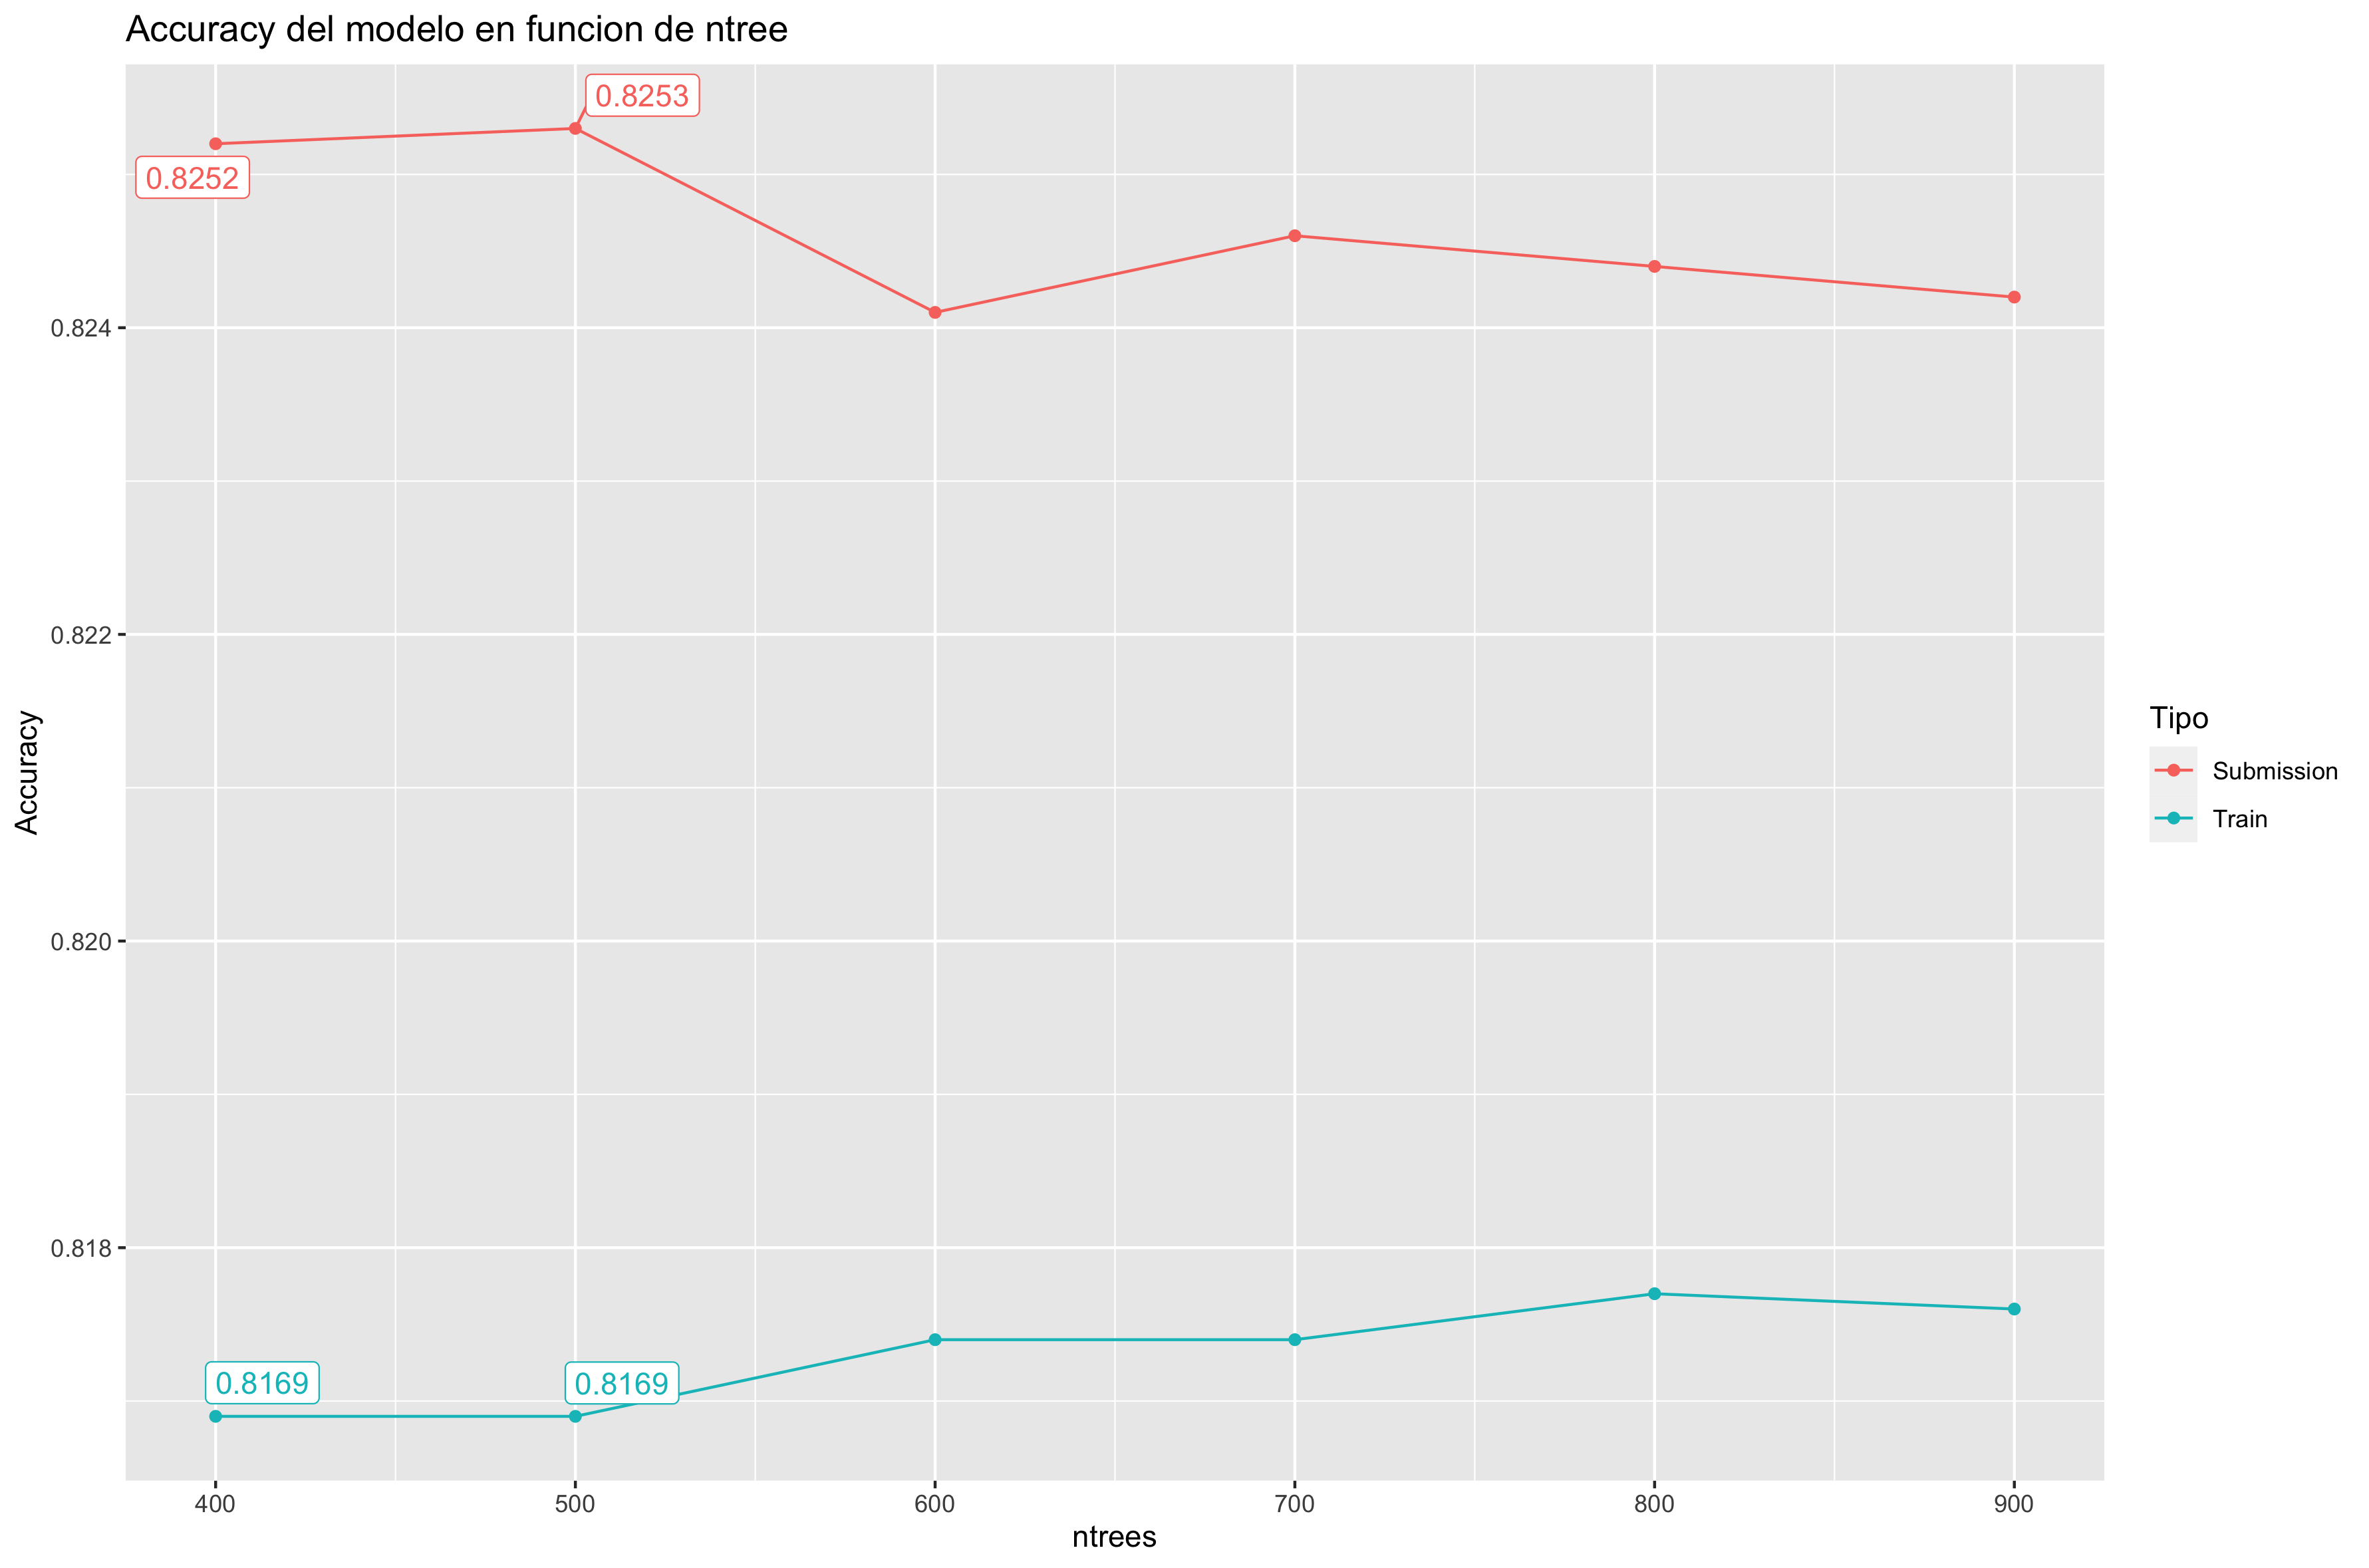 Accuracy del modelo en funcion de ntree
0.8253
0.8252
0.824
0.822
0.820
0.818
Accuracy
0.8169
0.8169
400 500 600 700 800 900
ntrees
Tipo
Submission
Train